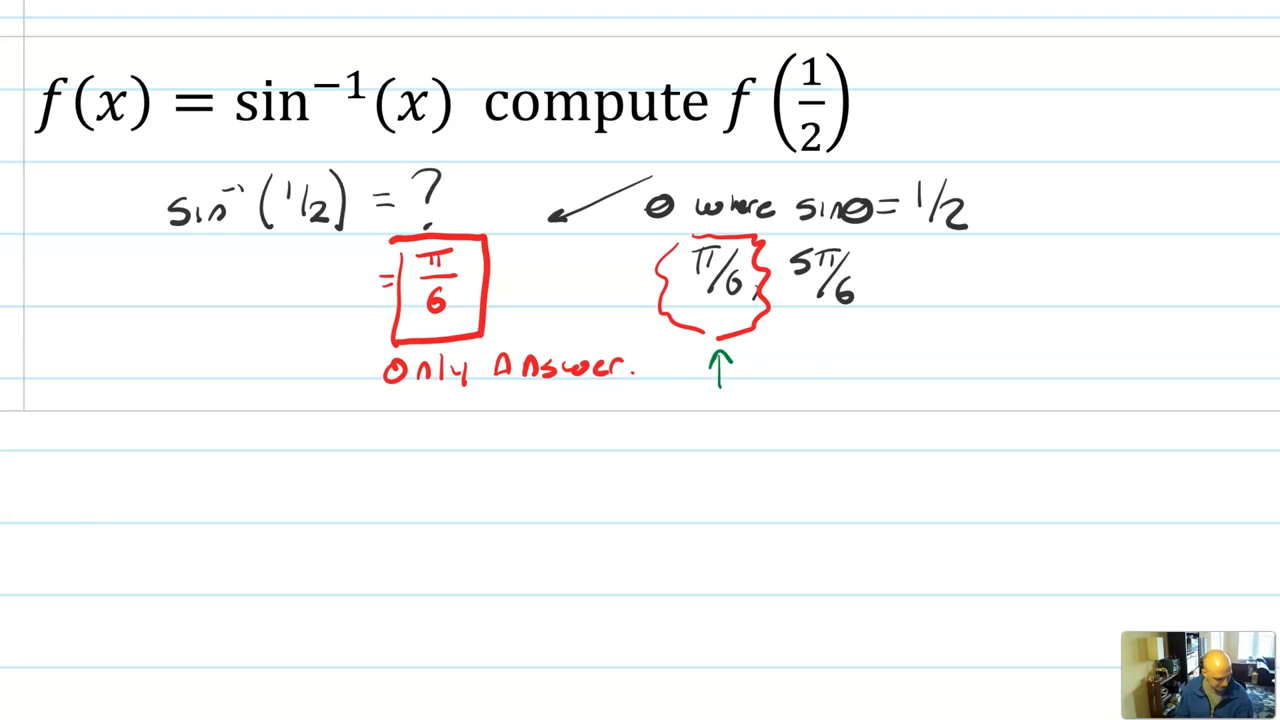 f(x) = sin⁻¹(x) compute f(1/2)
sin⁻¹(1/2) = ? θ where sinθ = 1/2
= π/6 π/6, 5π/6
Only Answer.